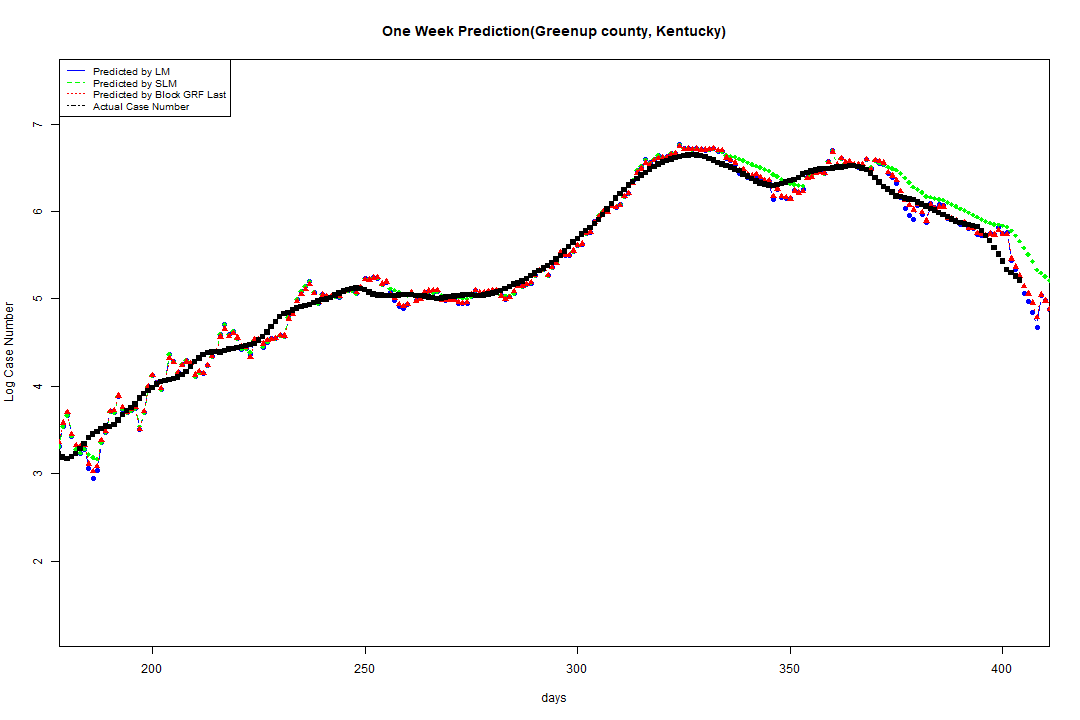 One Week Prediction(Greenup county, Kentucky)
Predicted by LM
Predicted by SLM
Predicted by Block GRF Last
Actual Case Number
7
6
5
4
3
2
Log Case Number
200
250
300
350
400
days